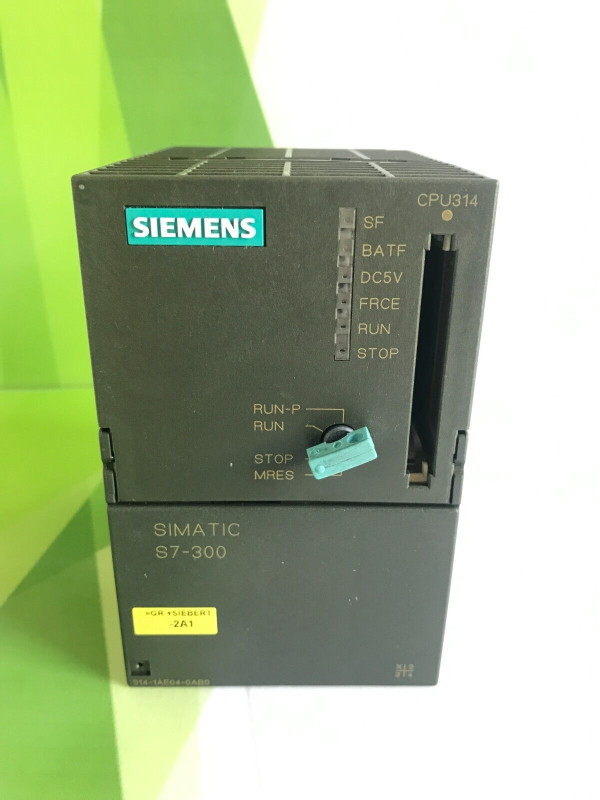 CPU314
SIEMENS
SF
BATF
DC5V
FRCE
RUN
STOP
RUN-P
RUN
STOP
MRES
SIMATIC
S7-300
=GR +SIEBERT
-2A1
314-1AE04-0AB0